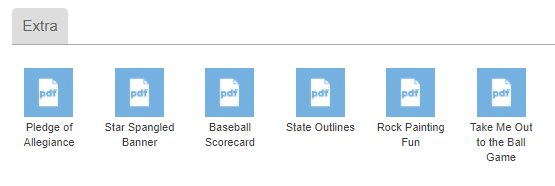 Extra
pdf
pdf
pdf
pdf
pdf
pdf
Pledge of
Allegiance
Star Spangled
Banner
Baseball
Scorecard
State Outlines
Rock Painting
Fun
Take Me Out
to the Ball
Game